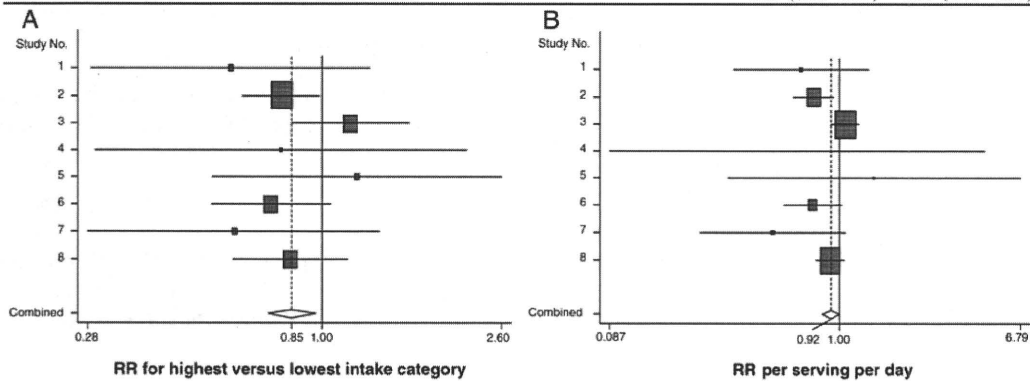 A
Study No.
1
2
3
4
5
6
7
8
Combined
0.28 0.85 1.00 2.60
RR for highest versus lowest intake category
B
Study No.
1
2
3
4
5
6
7
8
Combined
0.087 0.92 1.00 6.79
RR per serving per day